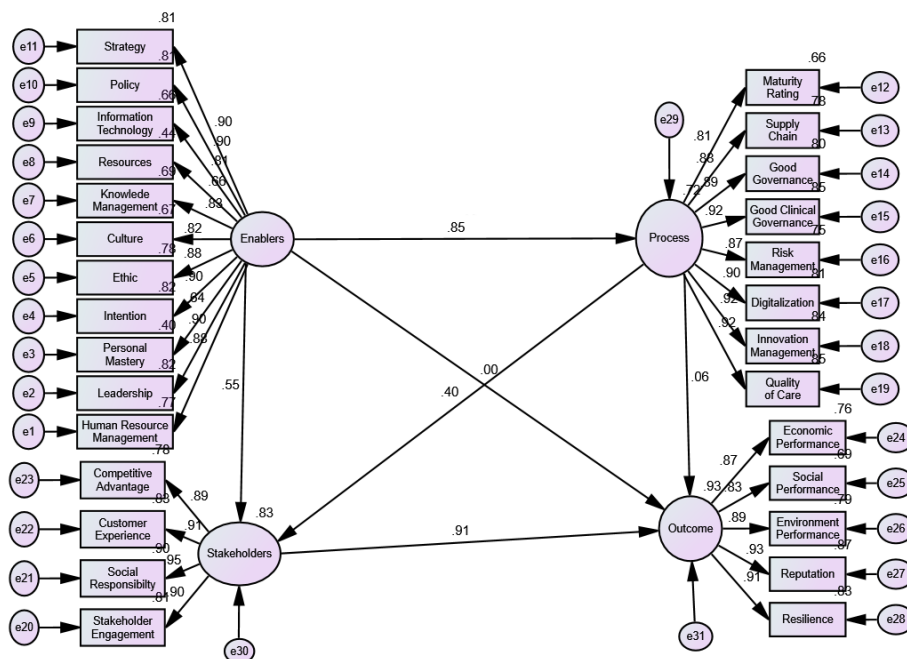 .81
e11
Strategy
.81
e10
Policy
.66
e9
Information
Technology
.44
e8
Resources
.69
e7
Knowlede
Management
.67
e6
Culture
.78
e5
Ethic
.82
e4
Intention
.40
e3
Personal
Mastery
.82
e2
Leadership
.77
e1
Human Resource
Management
.90
.90
.81
.66
.83
.82
.88
.90
.64
.90
.88
Enablers
.85
.55
.00
.40
.06
e29
.72
Process
.81
.88
.89
.92
.87
.90
.92
.92
.66
Maturity
Rating
e12
.78
Supply
Chain
e13
.80
Good
Governance
e14
.85
Good Clinical
Governance
e15
.75
Risk
Management
e16
.81
Digitalization
e17
.84
Innovation
Management
e18
.85
Quality
of Care
e19
.78
e23
Competitive
Advantage
.83
e22
Customer
Experience
.90
e21
Social
Responsibilty
.81
e20
Stakeholder
Engagement
.89
.91
.95
.90
.83
Stakeholders
e30
.91
.93
Outcome
e31
.87
.83
.89
.93
.91
.76
Economic
Performance
e24
.69
Social
Performance
e25
.79
Environment
Performance
e26
.87
Reputation
e27
.83
Resilience
e28